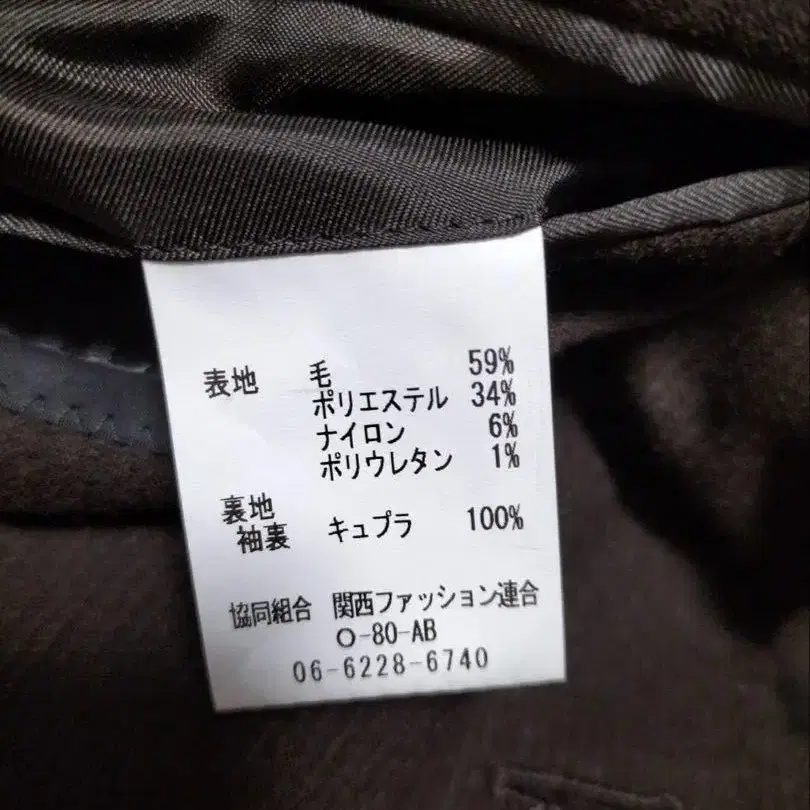 表地 毛 59%
ポリエステル 34%
ナイロン 6%
ポリウレタン 1%
裏地
袖裏 キュプラ 100%
協同組合 関西ファッション連合
O-80-AB
06-6228-6740